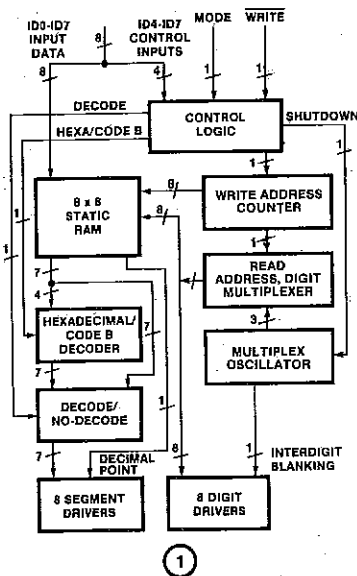 ID0-ID7
INPUT
DATA
8
ID4-ID7
CONTROL
INPUTS
MODE
WRITE
8
4
1
1
DECODE
HEXA/CODE B
CONTROL
LOGIC
SHUTDOWN
1
8 x 8
STATIC
RAM
8
8
WRITE ADDRESS
COUNTER
1
1
1
READ
ADDRESS, DIGIT
MULTIPLEXER
7
4
3
1
HEXADECIMAL/
CODE B
DECODER
7
MULTIPLEX
OSCILLATOR
7
1
DECODE/
NO-DECODE
7
DECIMAL
POINT
8
1
INTERDIGIT
BLANKING
8 SEGMENT
DRIVERS
8 DIGIT
DRIVERS
1